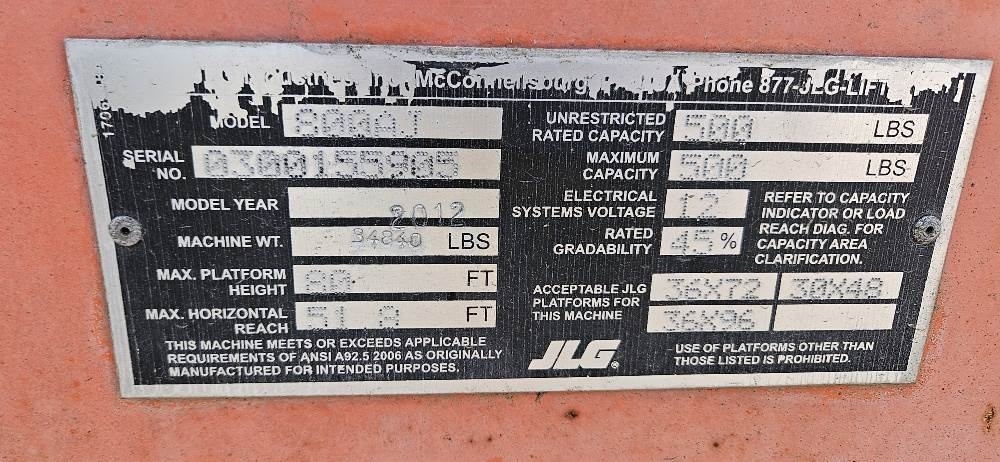 McConnellsburg Phone 877-JLG-LIFT
1706
MODEL 800AJ
SERIAL NO. 0300155905
MODEL YEAR 2012
MACHINE WT. 34840 LBS
MAX. PLATFORM HEIGHT 80 FT
MAX. HORIZONTAL REACH 51 8 FT
THIS MACHINE MEETS OR EXCEEDS APPLICABLE
REQUIREMENTS OF ANSI A92.5 2006 AS ORIGINALLY
MANUFACTURED FOR INTENDED PURPOSES.
UNRESTRICTED RATED CAPACITY 500 LBS
MAXIMUM CAPACITY 500 LBS
ELECTRICAL SYSTEMS VOLTAGE 12
RATED GRADABILITY 45 %
REFER TO CAPACITY
INDICATOR OR LOAD
REACH DIAG. FOR
CAPACITY AREA
CLARIFICATION.
ACCEPTABLE JLG
PLATFORMS FOR
THIS MACHINE
36X72 30X48
36X96
JLG®
USE OF PLATFORMS OTHER THAN
THOSE LISTED IS PROHIBITED.